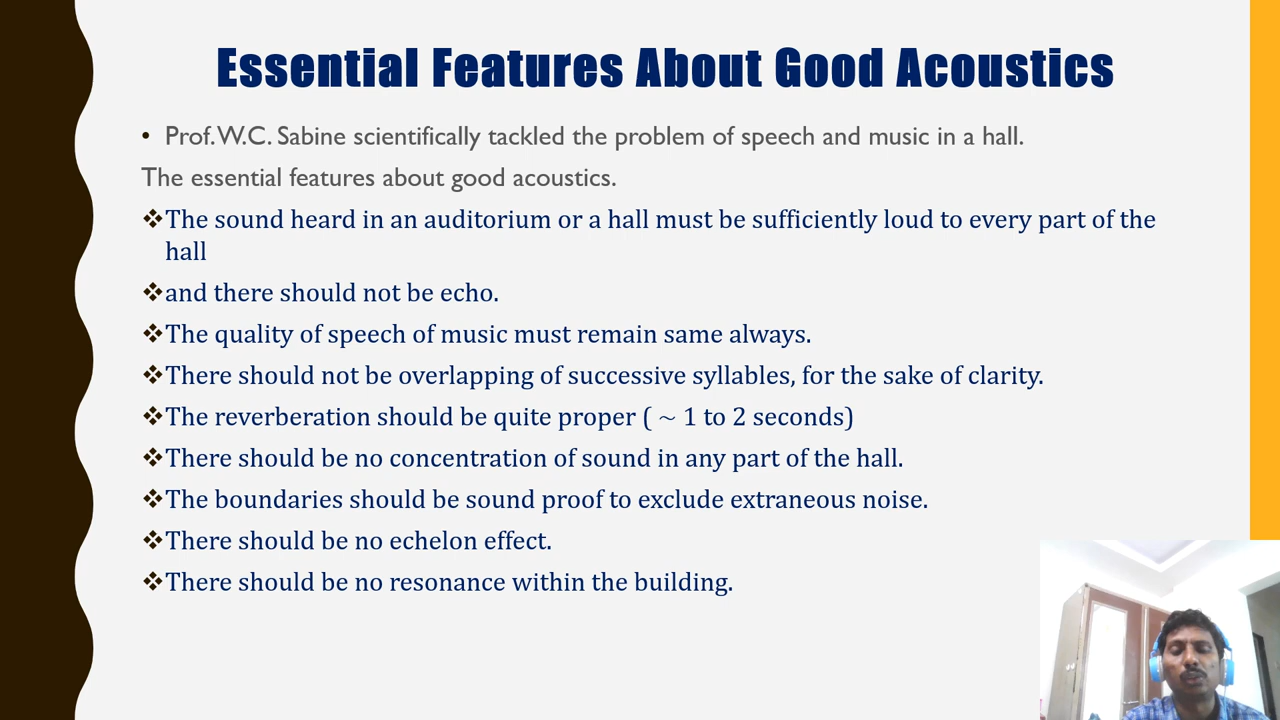 Essential Features About Good Acoustics
• Prof.W.C. Sabine scientifically tackled the problem of speech and music in a hall.
The essential features about good acoustics.
❖The sound heard in an auditorium or a hall must be sufficiently loud to every part of the
hall
❖and there should not be echo.
❖The quality of speech of music must remain same always.
❖There should not be overlapping of successive syllables, for the sake of clarity.
❖The reverberation should be quite proper ( ~ 1 to 2 seconds)
❖There should be no concentration of sound in any part of the hall.
❖The boundaries should be sound proof to exclude extraneous noise.
❖There should be no echelon effect.
❖There should be no resonance within the building.